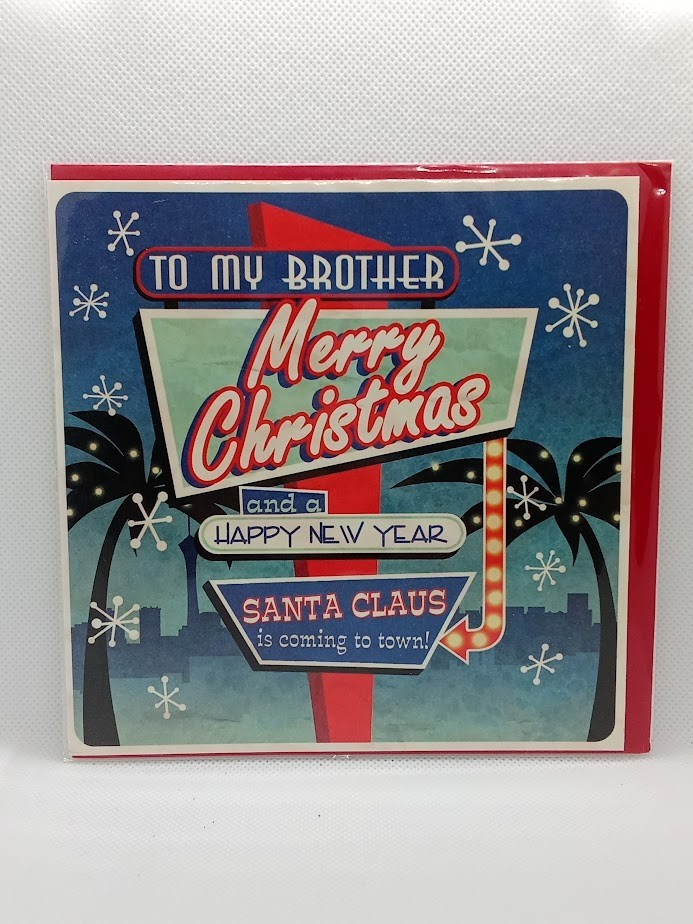 TO MY BROTHER
Merry
Christmas
and a
HAPPY NEW YEAR
SANTA CLAUS
is coming to town!